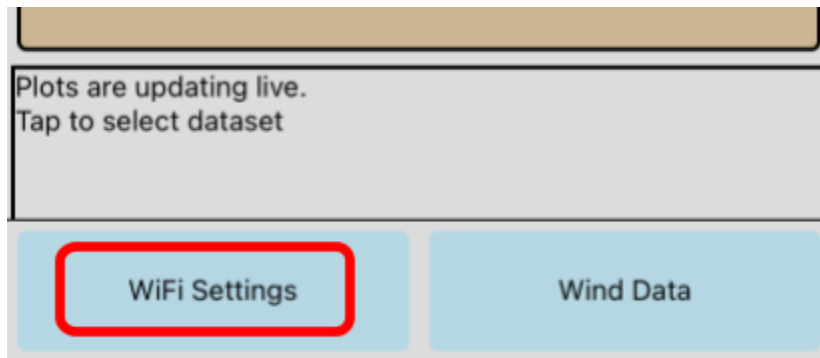 Plots are updating live.
Tap to select dataset
WiFi Settings
Wind Data